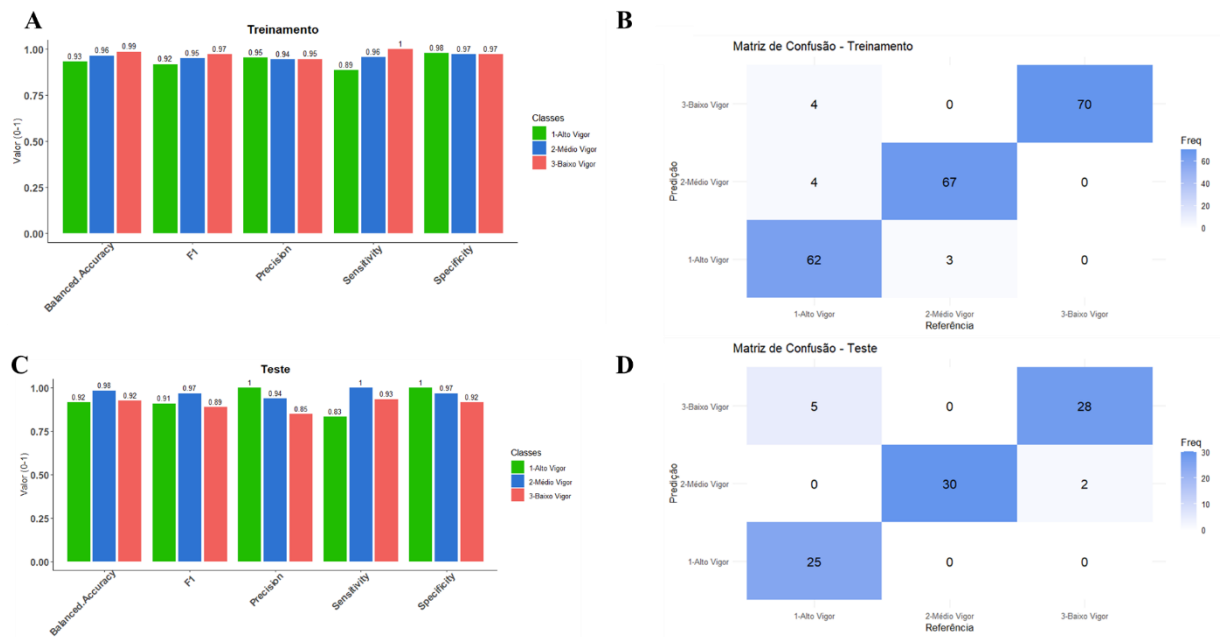 A
Treinamento
1.00
0.75
0.50
0.25
0.00
Valor (0-1)
0.93 0.96 0.99
0.92 0.95 0.97
0.95 0.94 0.95
0.89 0.96 1
0.98 0.97 0.97
Balanced.Accuracy
F1
Precision
Sensitivity
Specificity
Classes
1-Alto Vigor
2-Médio Vigor
3-Baixo Vigor
B
Matriz de Confusão - Treinamento
Predição
3-Baixo Vigor 4 0 70
2-Médio Vigor 4 67 0
1-Alto Vigor 62 3 0
1-Alto Vigor 2-Médio Vigor 3-Baixo Vigor
Referência
Freq
60
40
20
0
C
Teste
1.00
0.75
0.50
0.25
0.00
Valor (0-1)
0.92 0.98 0.92
0.91 0.97 0.89
1 0.94 0.85
0.83 1 0.93
1 0.97 0.92
Balanced.Accuracy
F1
Precision
Sensitivity
Specificity
Classes
1-Alto Vigor
2-Médio Vigor
3-Baixo Vigor
D
Matriz de Confusão - Teste
Predição
3-Baixo Vigor 5 0 28
2-Médio Vigor 0 30 2
1-Alto Vigor 25 0 0
1-Alto Vigor 2-Médio Vigor 3-Baixo Vigor
Referência
Freq
30
20
10
0